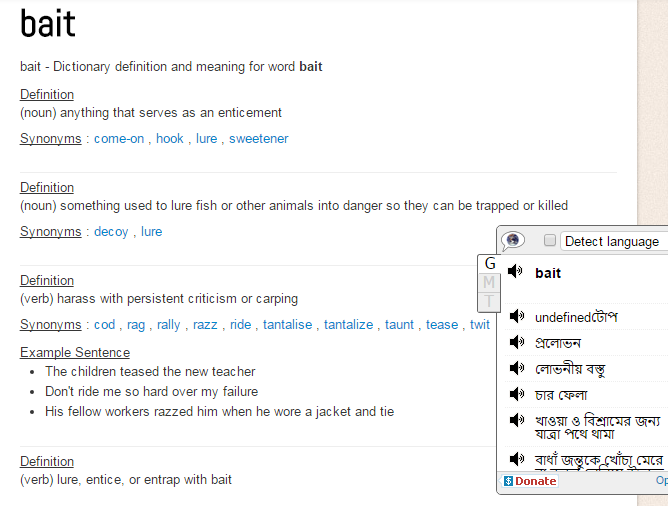 bait
bait - Dictionary definition and meaning for word bait
Definition
(noun) anything that serves as an enticement
Synonyms : come-on , hook , lure , sweetener
Definition
(noun) something used to lure fish or other animals into danger so they can be trapped or killed
Synonyms : decoy , lure
Definition
(verb) harass with persistent criticism or carping
Synonyms : cod , rag , rally , razz , ride , tantalise , tantalize , taunt , tease , twit
Example Sentence
The children teased the new teacher
Don't ride me so hard over my failure
His fellow workers razzed him when he wore a jacket and tie
Definition
(verb) lure, entice, or entrap with bait
Detect language
G
M
T
bait
undefinedটোপ
প্রলোভন
লোভনীয় বস্তু
চার ফেলা
খাওয়া ও বিশ্রামের জন্য
যাত্রা পথে থামা
বাধাঁ জন্তুকে খোঁচা মেরে
$ Donate
Op